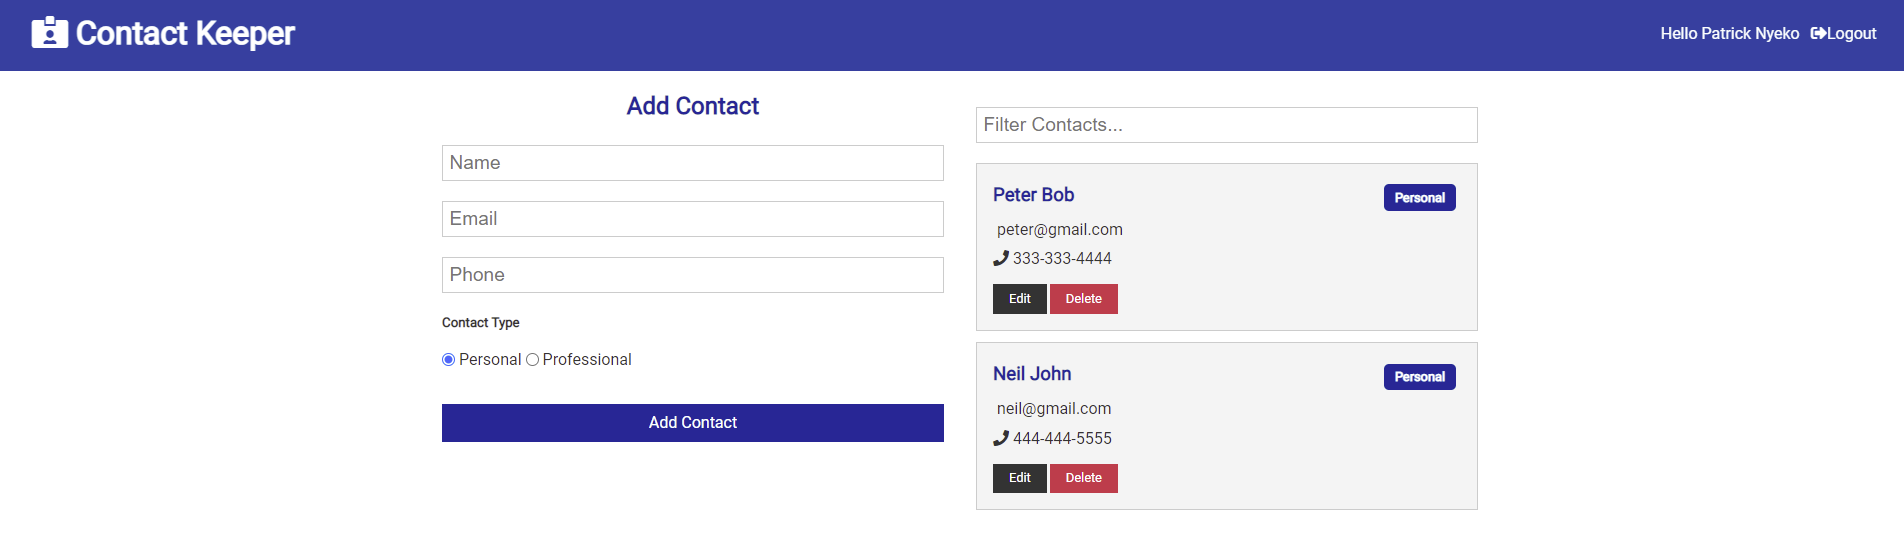 Contact Keeper
Hello Patrick Nyeko Logout
Add Contact
Name
Email
Phone
Contact Type
Personal Professional
Add Contact
Filter Contacts...
Peter Bob
Personal
peter@gmail.com
333-333-4444
Edit Delete
Neil John
Personal
neil@gmail.com
444-444-5555
Edit Delete